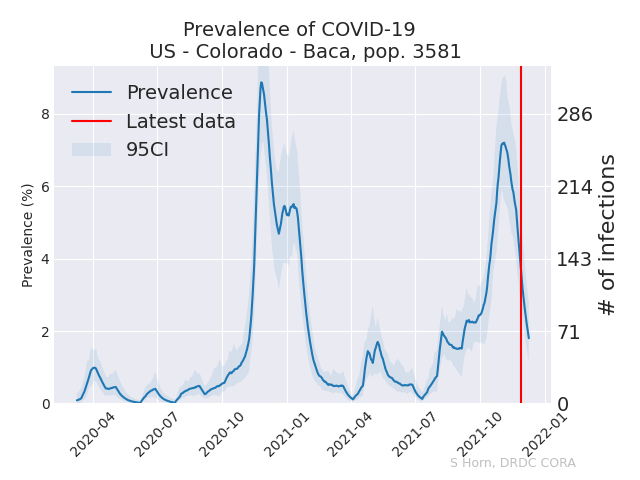 Prevalence of COVID-19
US - Colorado - Baca, pop. 3581
Prevalence
Latest data
95CI
Prevalence (%)
8
6
4
2
0
286
214
143
71
0
# of infections
2020-04
2020-07
2020-10
2021-01
2021-04
2021-07
2021-10
2022-01
S Horn, DRDC CORA